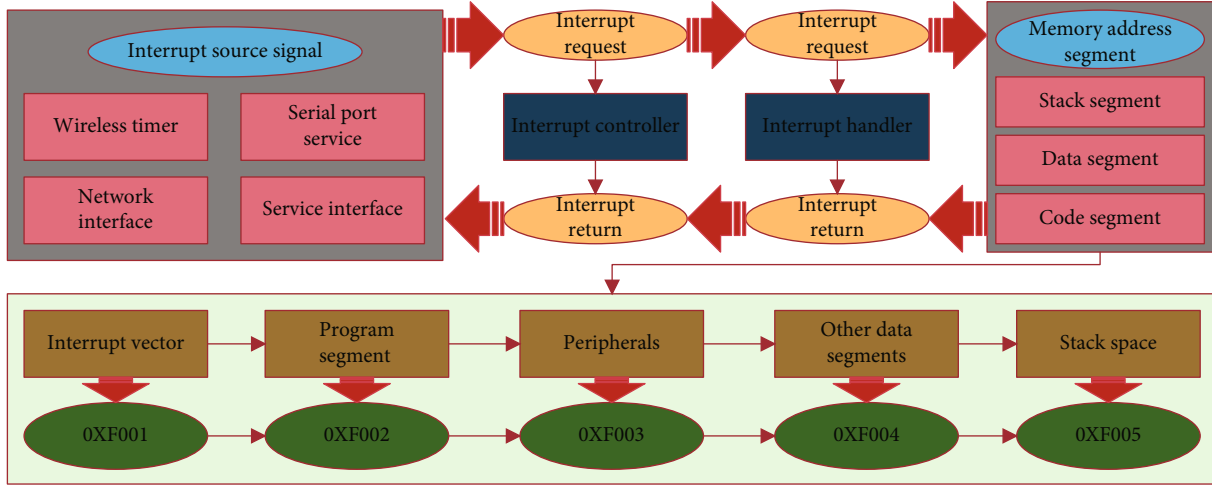 Interrupt source signal
Wireless timer
Serial port
service
Network
interface
Service interface
Interrupt
request
Interrupt
request
Interrupt controller
Interrupt handler
Interrupt
return
Interrupt
return
Memory address
segment
Stack segment
Data segment
Code segment
Interrupt vector
Program
segment
Peripherals
Other data
segments
Stack space
0XF001
0XF002
0XF003
0XF004
0XF005